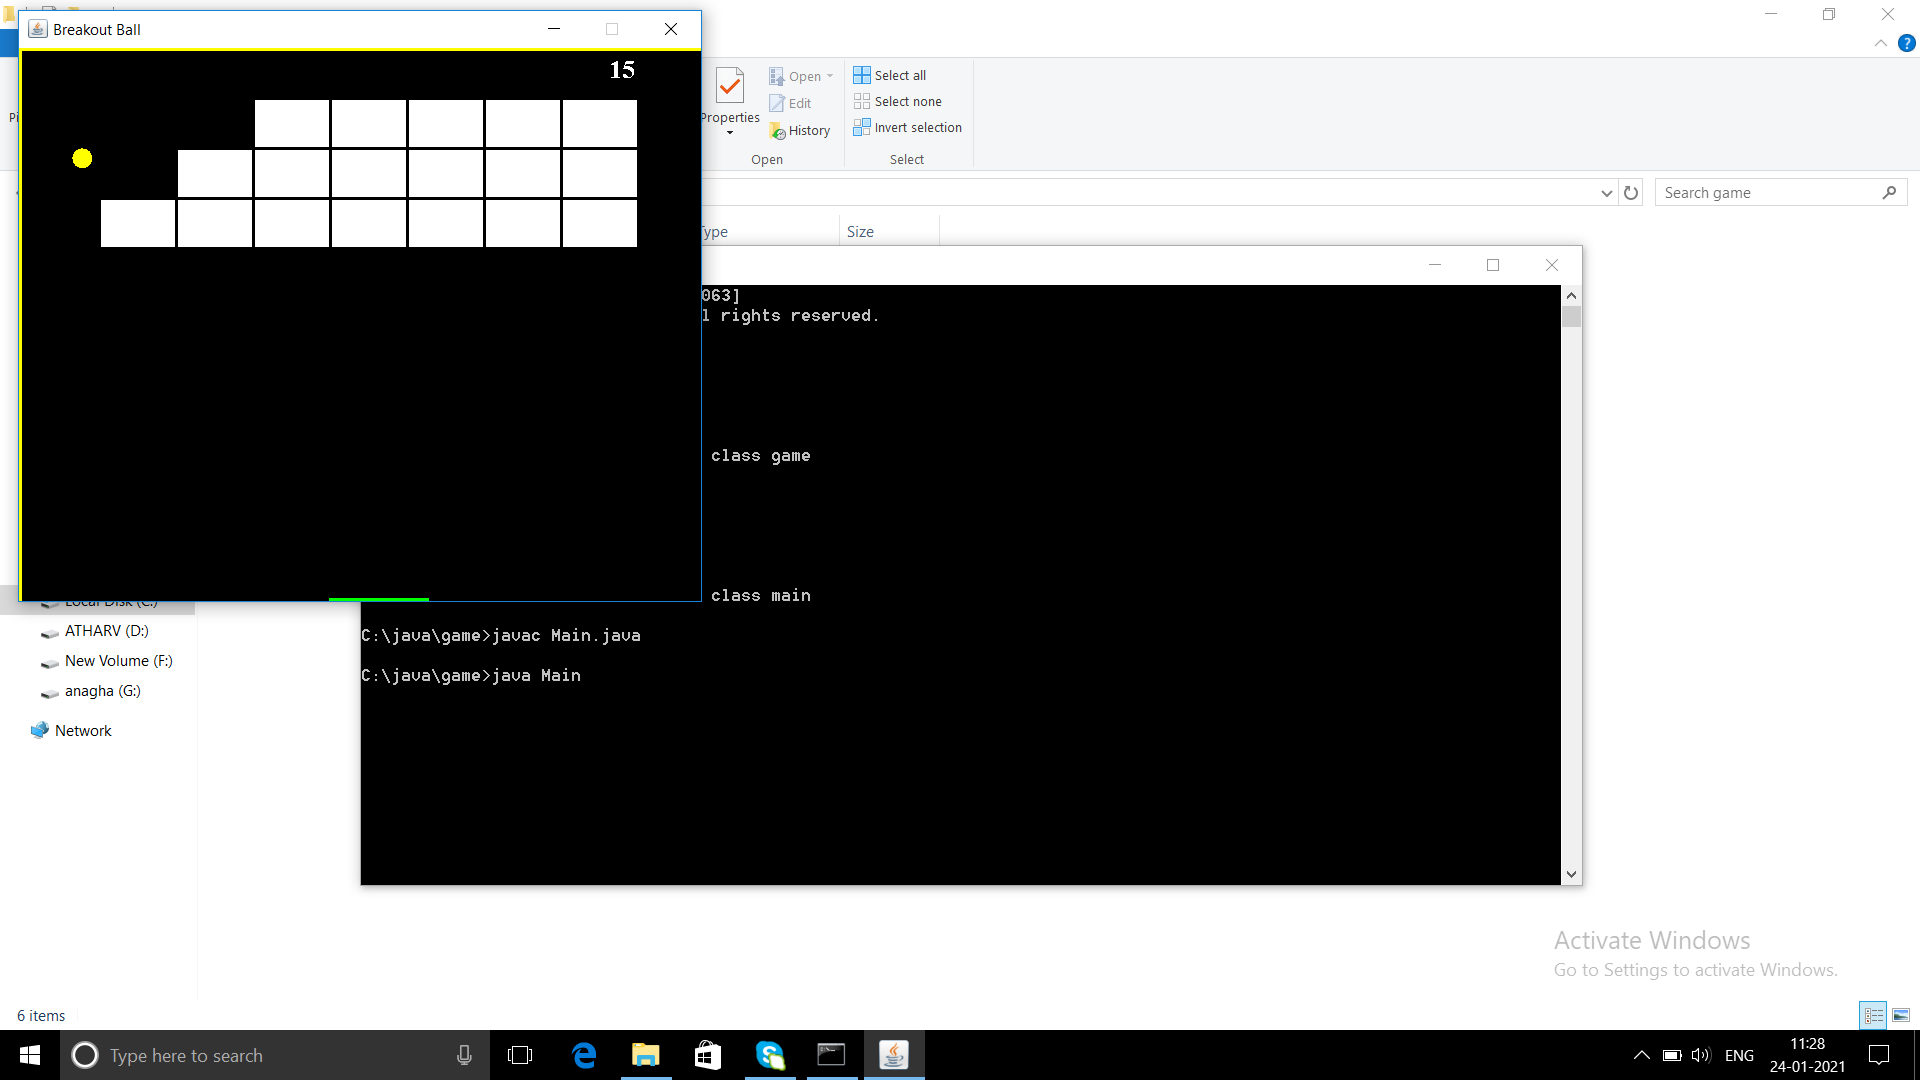 Breakout Ball
15
Properties
Open
Edit
History
Open
Select all
Select none
Invert selection
Select
Search game
Size
063]
l rights reserved.
class game
class main
C:\java\game>javac Main.java
C:\java\game>java Main
Local Disk (C:)
ATHARV (D:)
New Volume (F:)
anagha (G:)
Network
Activate Windows
Go to Settings to activate Windows.
6 items
Type here to search
ENG
11:28
24-01-2021